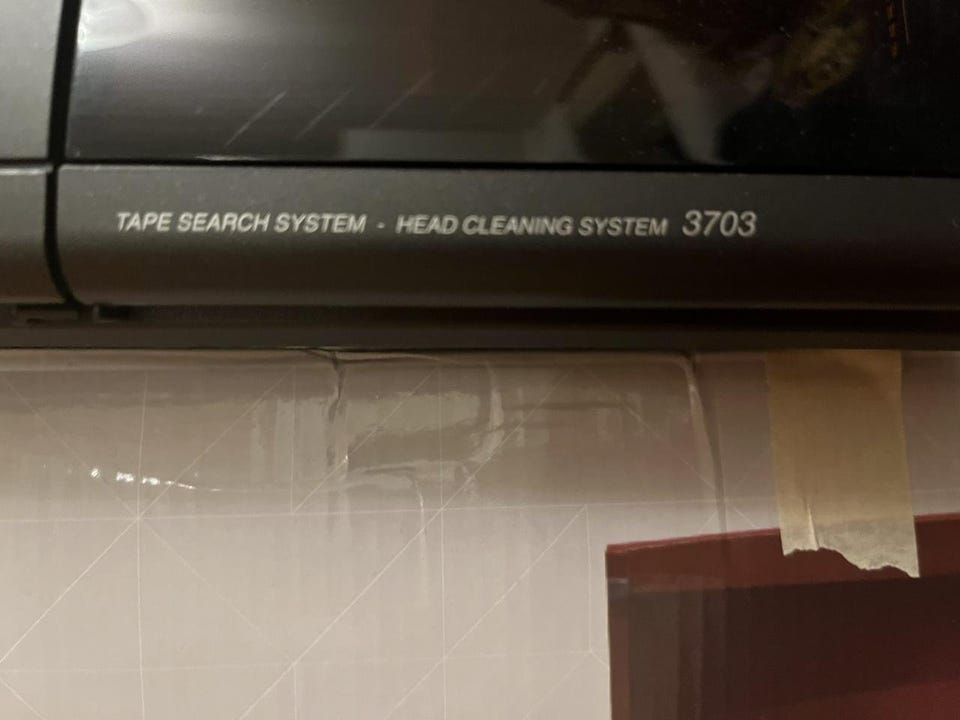 TAPE SEARCH SYSTEM - HEAD CLEANING SYSTEM 3703